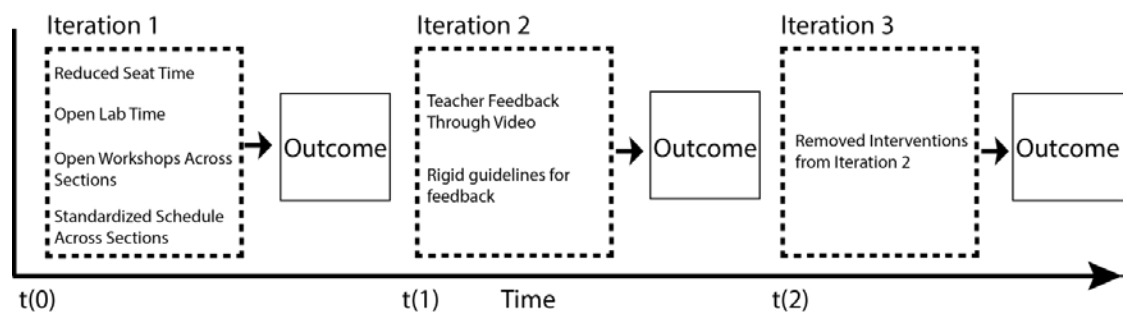 Iteration 1
Reduced Seat Time
Open Lab Time
Open Workshops Across
Sections
Standardized Schedule
Across Sections
Outcome
Iteration 2
Teacher Feedback
Through Video
Rigid guidelines for
feedback
Outcome
Iteration 3
Removed Interventions
from Iteration 2
Outcome
t(0)
t(1)
Time
t(2)